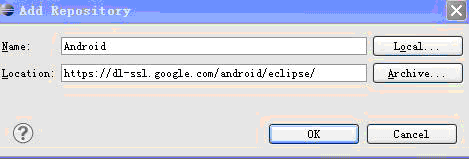 Add Repository
Name: Android Local...
Location: https://dl-ssl.google.com/android/eclipse/ Archive...
? OK Cancel